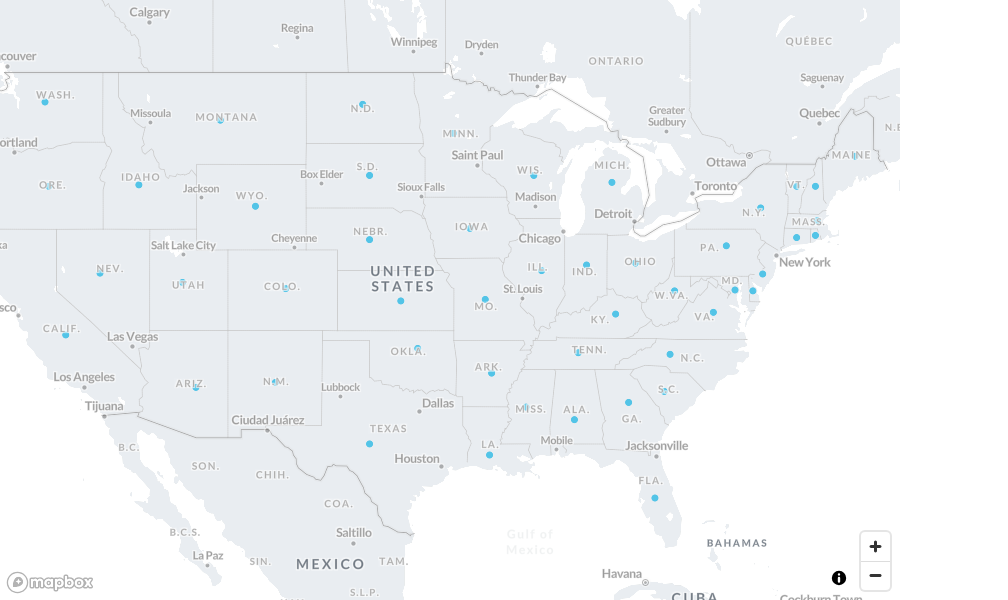 Calgary
Regina
Winnipeg
Dryden
QUÉBEC
ONTARIO
Thunder Bay
Saguenay
WASH.
Missoula
MONTANA
N.D.
MINN.
Greater
Sudbury
Quebec
Saint Paul
Ottawa
MAINE
ORE.
IDAHO
Jackson
WYO.
Box Elder
S.D.
Sioux Falls
WIS.
Madison
MICH.
Detroit
Toronto
VT.
N.Y.
MASS.
Salt Lake City
Cheyenne
NEBR.
IOWA
Chicago
PA.
New York
NEV.
UTAH
COLO.
UNITED
STATES
ILL.
IND.
OHIO
MD.
St. Louis
MO.
KY.
W.VA.
VA.
CALIF.
Las Vegas
OKLA.
ARK.
TENN.
N.C.
Los Angeles
Tijuana
ARIZ.
N.M.
Lubbock
Dallas
MISS.
ALA.
GA.
S.C.
Ciudad Juárez
TEXAS
LA.
Mobile
Jacksonville
B.C.
SON.
CHIH.
Houston
FLA.
COA.
B.C.S.
La Paz
SIN.
Saltillo
MEXICO
TAM.
Gulf of
Mexico
BAHAMAS
S.L.P.
Havana
CUBA
Cockburn Town
mapbox